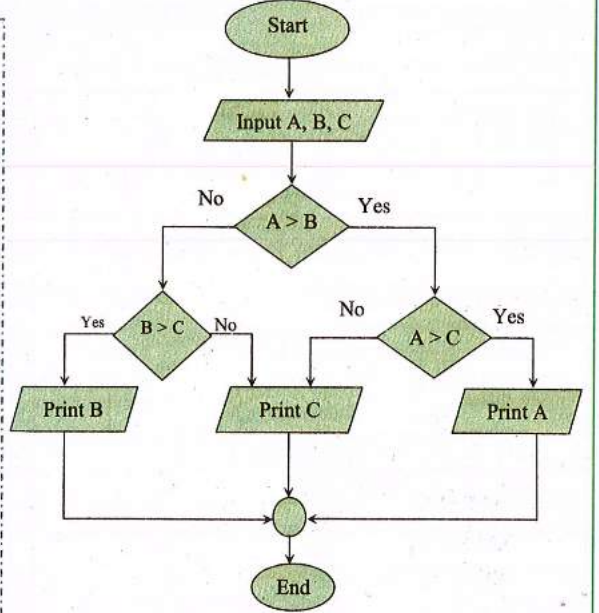 Start
Input A, B, C
No
Yes
A > B
B > C
Yes
No
No
Yes
A > C
Print B
Print C
Print A
End